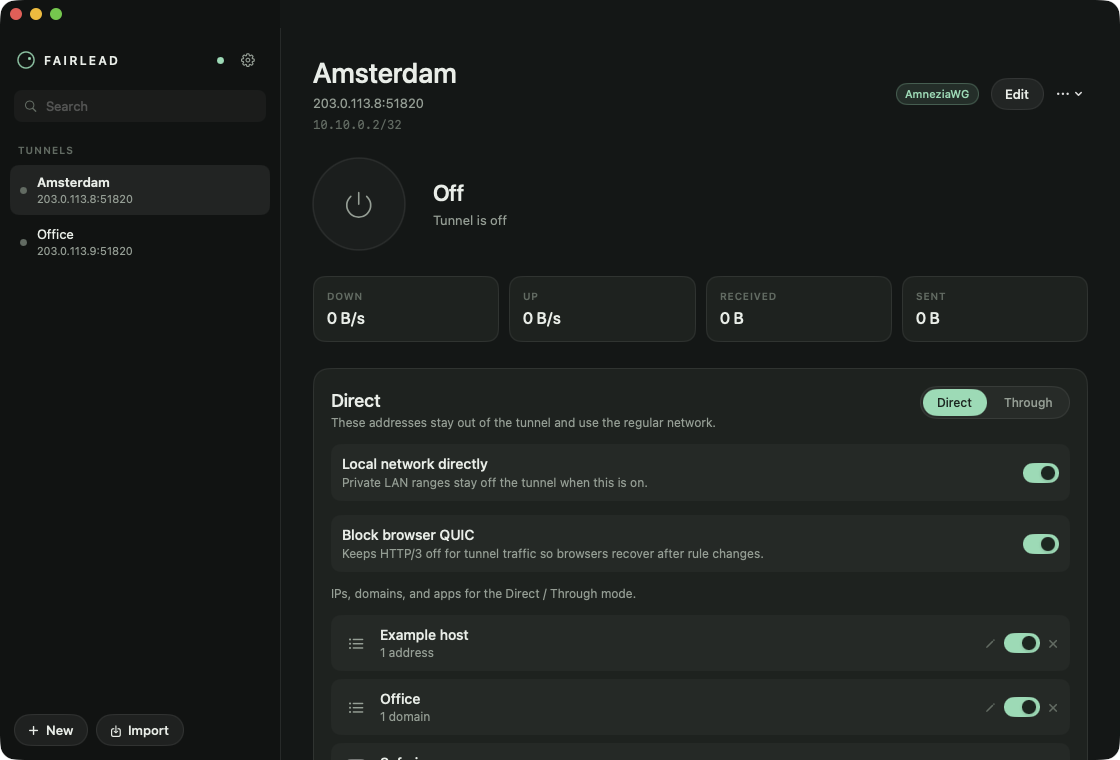 FAIRLEAD
Search
TUNNELS
Amsterdam
203.0.113.8:51820
Office
203.0.113.9:51820
New
Import
Amsterdam
203.0.113.8:51820
10.10.0.2/32
AmneziaWG
Edit
Off
Tunnel is off
DOWN
0 B/s
UP
0 B/s
RECEIVED
0 B
SENT
0 B
Direct
These addresses stay out of the tunnel and use the regular network.
Direct
Through
Local network directly
Private LAN ranges stay off the tunnel when this is on.
Block browser QUIC
Keeps HTTP/3 off for tunnel traffic so browsers recover after rule changes.
IPs, domains, and apps for the Direct / Through mode.
Example host
1 address
Office
1 domain